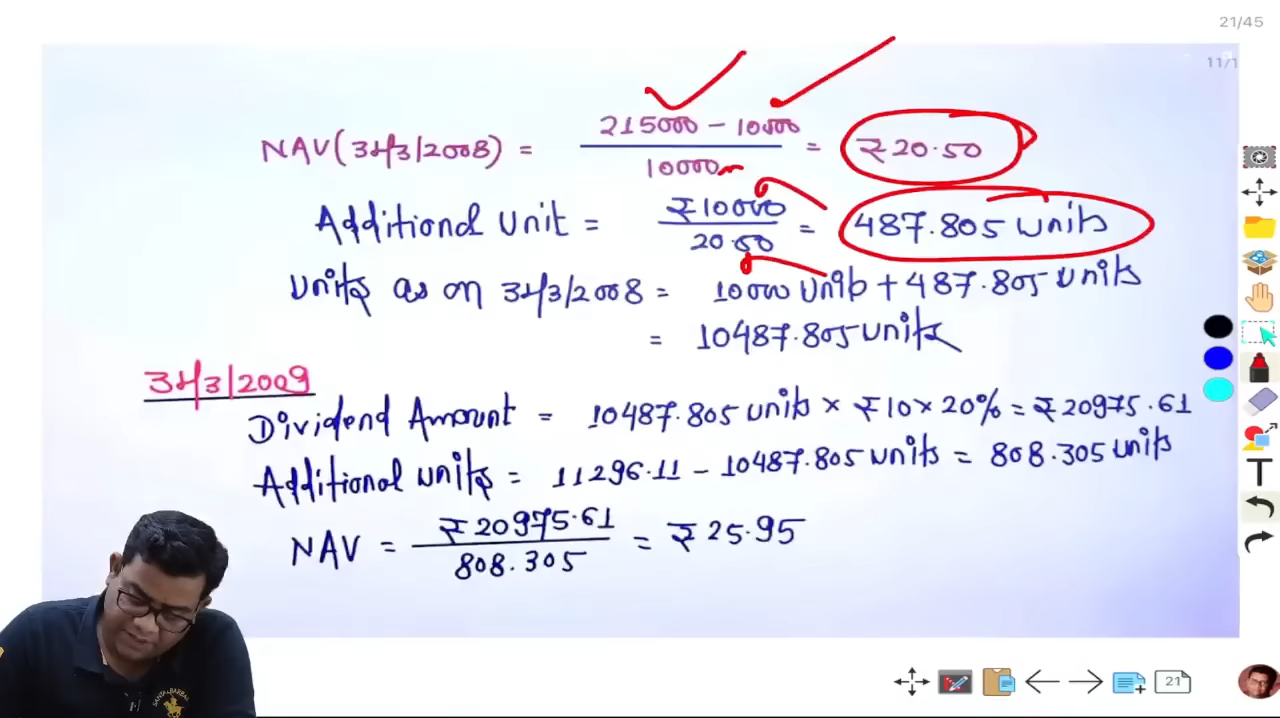 21/45
11/1
NAV(31/3/2008) = 215000 - 10000 / 10000 = ₹20.50
Additional Unit = ₹10000 / 20.50 = 487.805 units
Units as on 31/3/2008 = 10000 Units + 487.805 Units
= 10487.805 Units
31/3/2009
Dividend Amount = 10487.805 units × ₹10 × 20% = ₹20975.61
Additional units = 11296.11 - 10487.805 units = 808.305 units
NAV = ₹20975.61 / 808.305 = ₹25.95
T
21